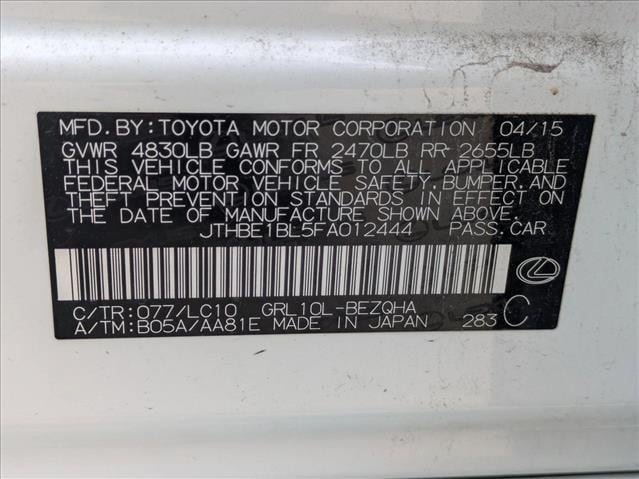 MFD. BY: TOYOTA MOTOR CORPORATION 04/15
GVWR 4830LB GAWR FR 2470LB RR 2655LB
THIS VEHICLE CONFORMS TO ALL APPLICABLE
FEDERAL MOTOR VEHICLE SAFETY, BUMPER, AND
THEFT PREVENTION STANDARDS IN EFFECT ON
THE DATE OF MANUFACTURE SHOWN ABOVE.
JTHBE1BL5FA012444 PASS. CAR
C/TR: 077/LC10 GRL10L-BEZQHA
A/TM: B05A/AA81E MADE IN JAPAN 283 C